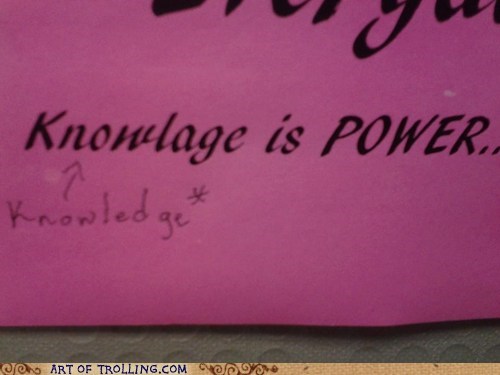 Knowlage is POWER..
Knowledge*
ART OF TROLLING.COM